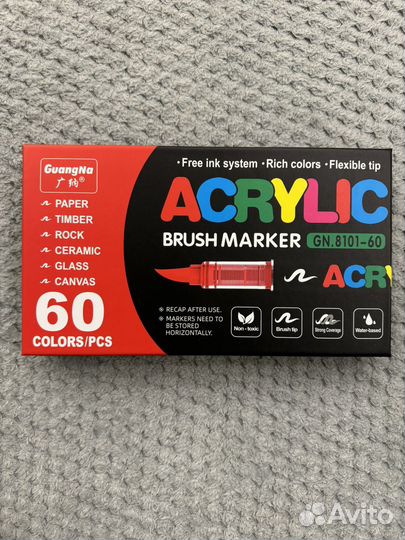 GuangNa
广纳®
PAPER
TIMBER
ROCK
CERAMIC
GLASS
CANVAS
60
COLORS/PCS
·Free ink system ·Rich colors ·Flexible tip
ACRYLIC
BRUSH MARKER GN.8101-60
ACRY
※ RECAP AFTER USE.
※ MARKERS NEED TO
BE STORED
HORIZONTALLY.
Non-toxic
Brush tip
Strong Coverage
Water-based
Avito